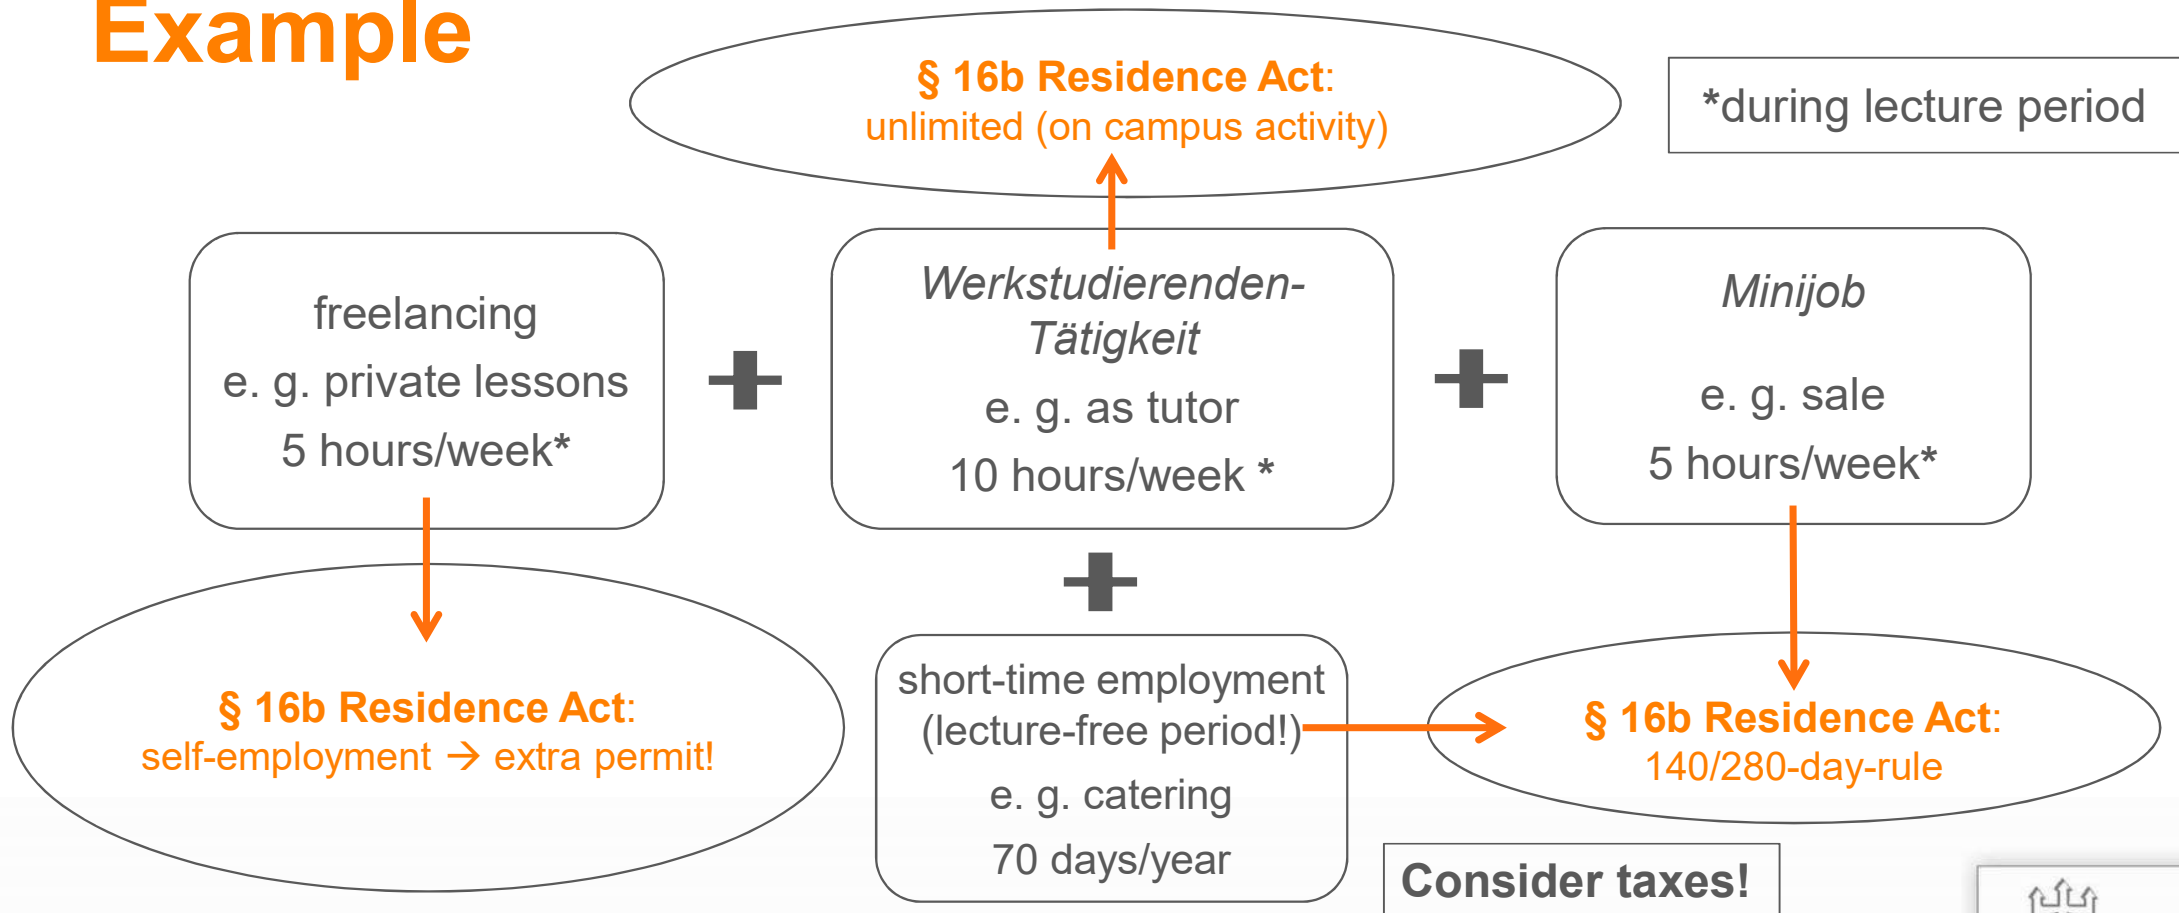 Example
§ 16b Residence Act:
unlimited (on campus activity)
*during lecture period
freelancing
e. g. private lessons
5 hours/week*
Werkstudierenden-
Tätigkeit
e. g. as tutor
10 hours/week *
Minijob
e. g. sale
5 hours/week*
§ 16b Residence Act:
self-employment → extra permit!
short-time employment
(lecture-free period!)
e. g. catering
70 days/year
§ 16b Residence Act:
140/280-day-rule
Consider taxes!